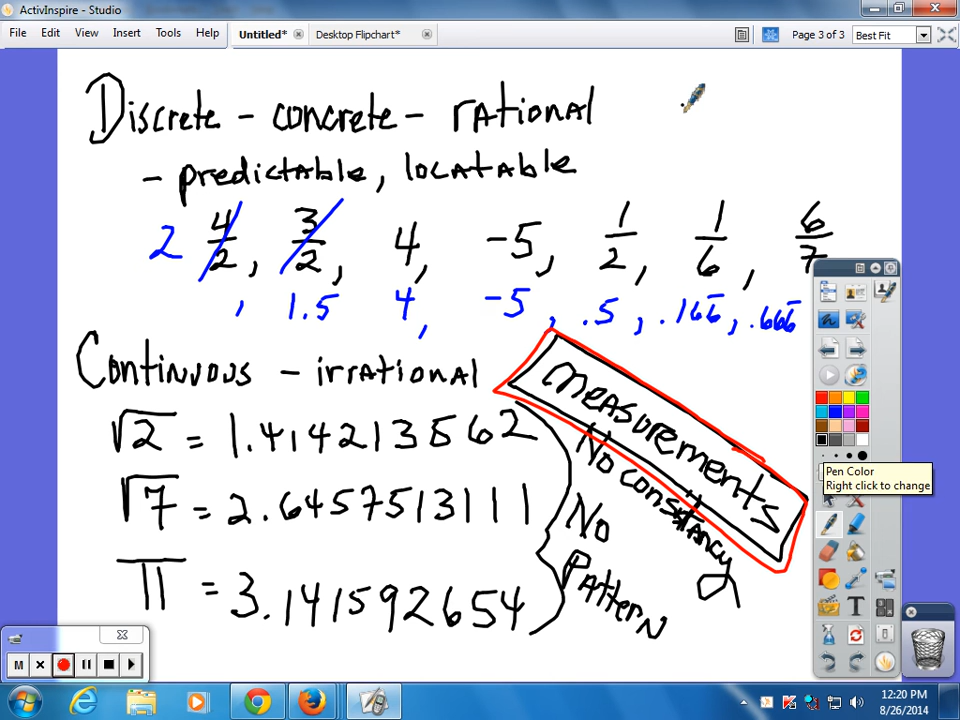 ActivInspire - Studio
File Edit View Insert Tools Help Untitled* Desktop Flipchart* Page 3 of 3 Best Fit
Discrete - concrete - rational
- predictable, locatable
2 4/2, 3/2, 4, -5, 1/2, 1/6, 6/7
, 1.5 4, -5, .5, .166, .666
Continuous - irrational
measurements
√2 = 1.414213562
No constancy
√7 = 2.6457513111
No
Pattern
π = 3.141592654
Pen Color
Right click to change
M
T
12:20 PM
8/26/2014